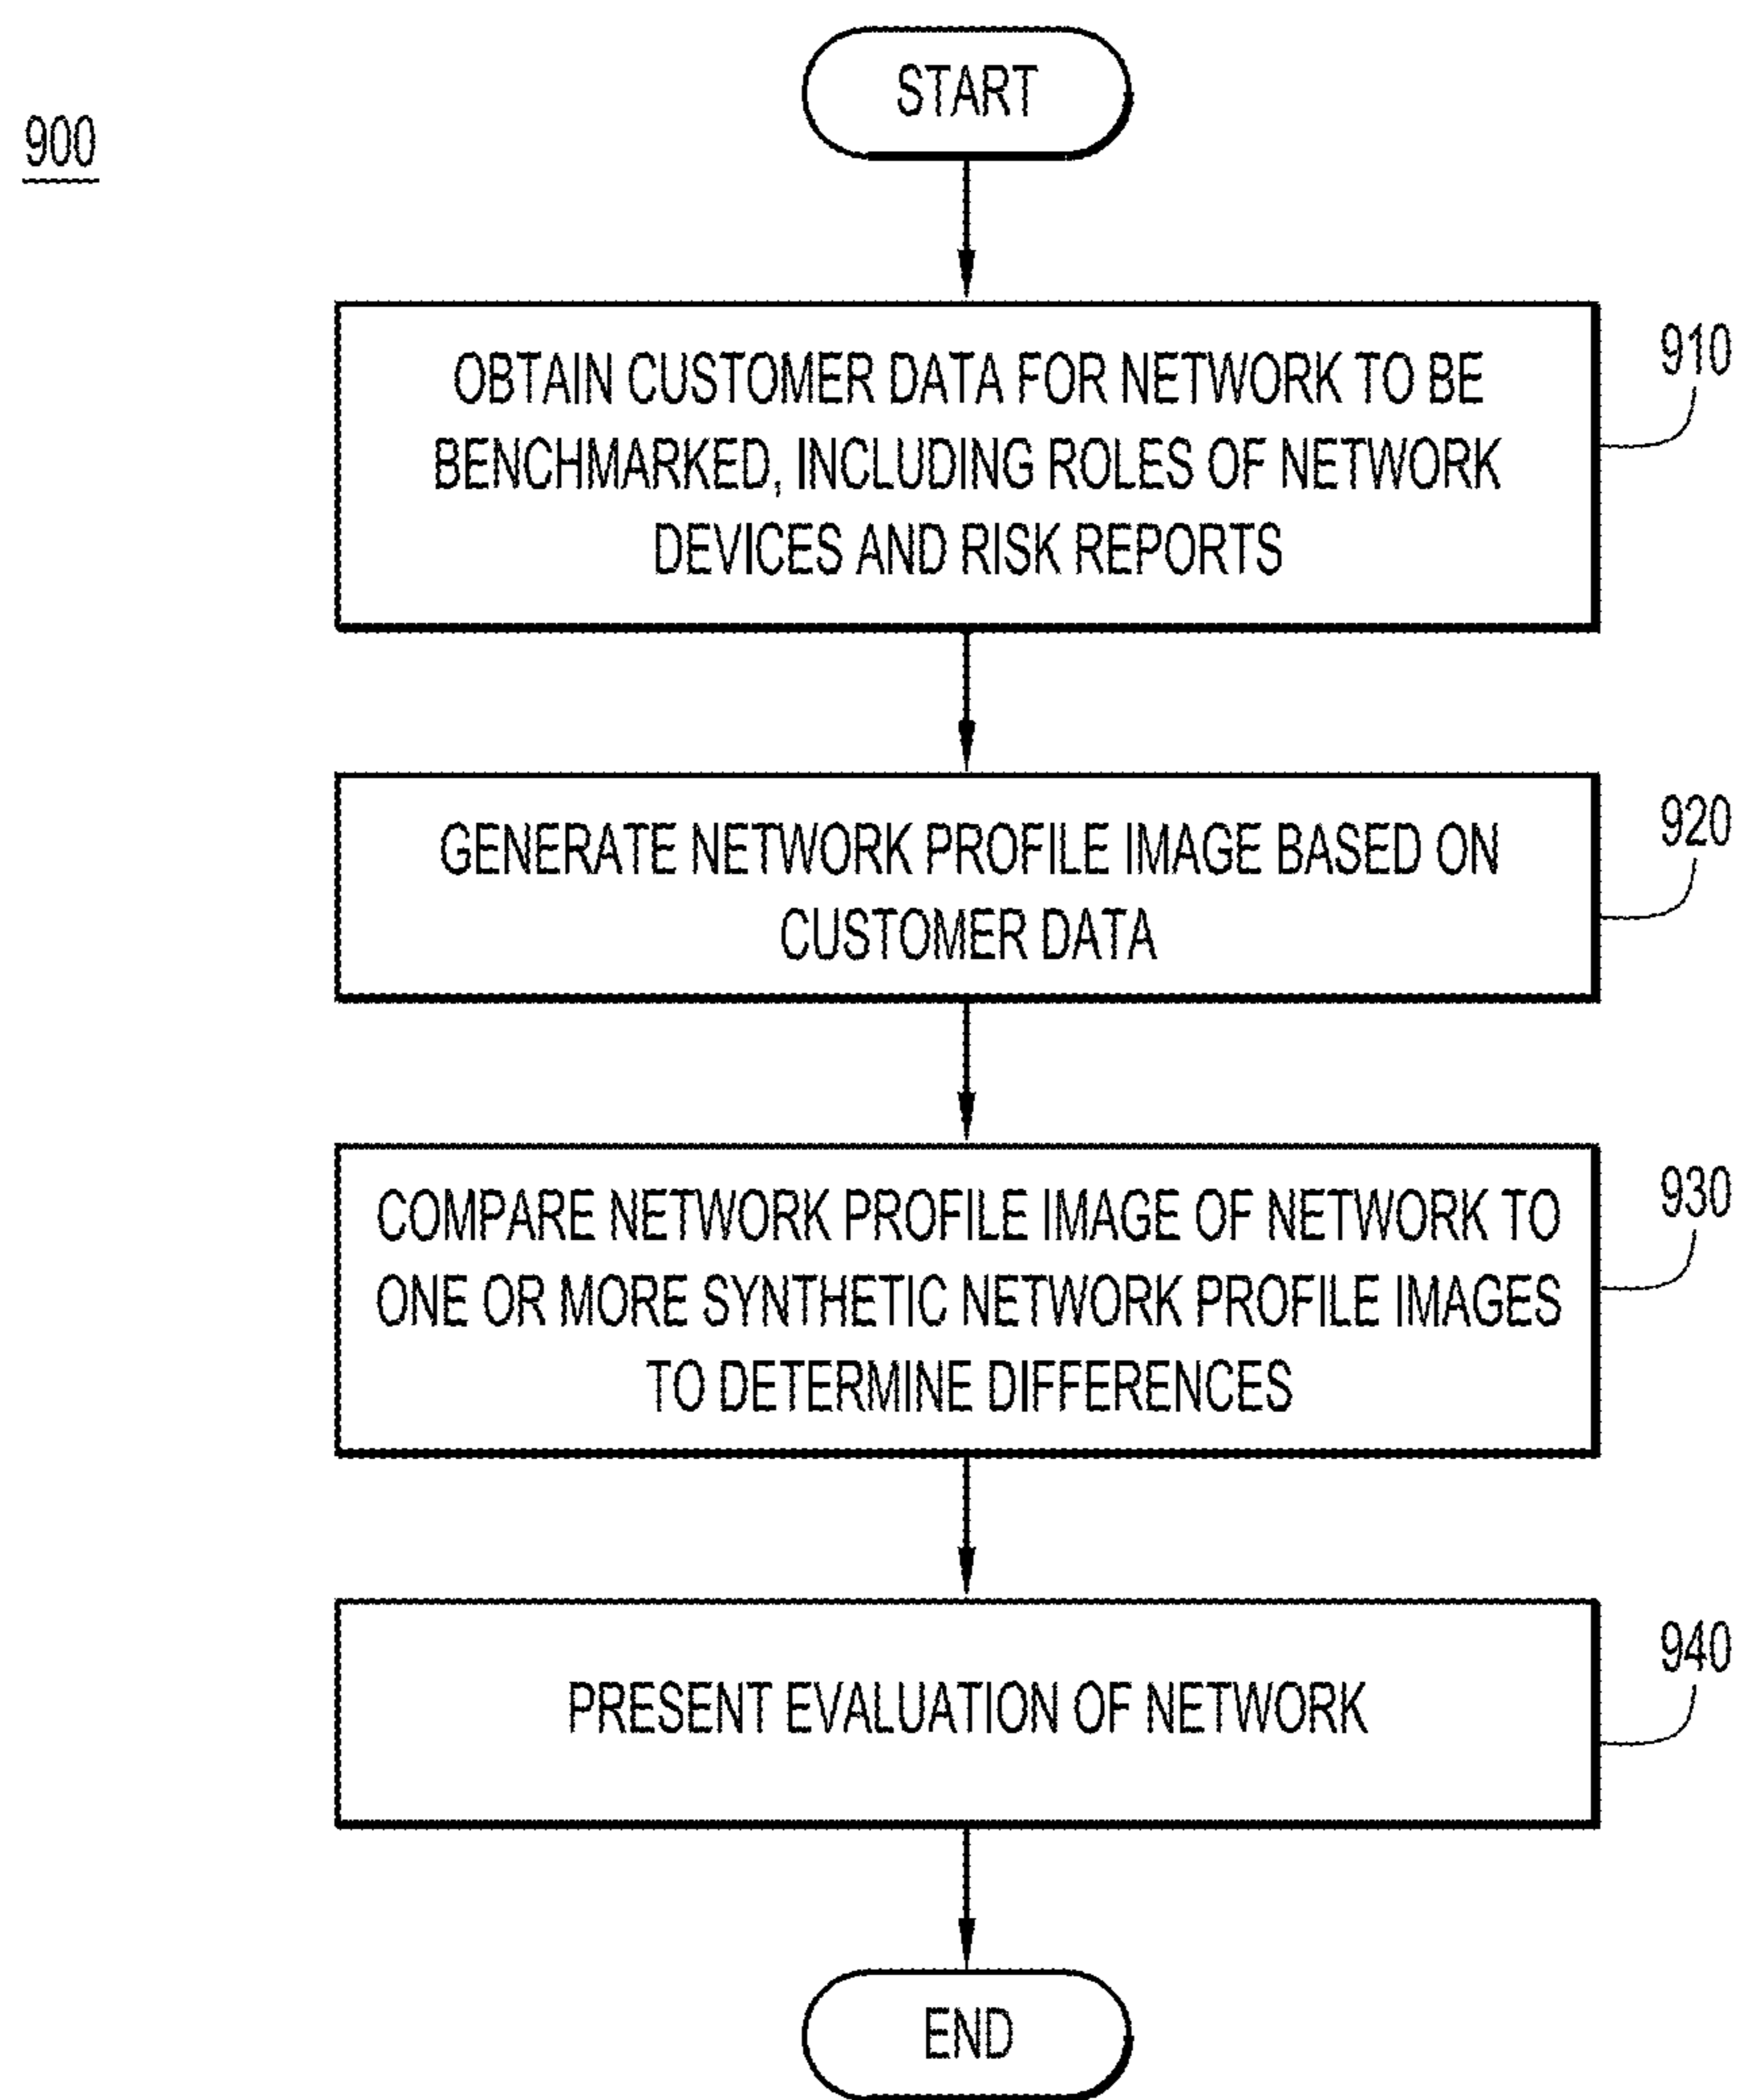 900
START
OBTAIN CUSTOMER DATA FOR NETWORK TO BE
BENCHMARKED, INCLUDING ROLES OF NETWORK
DEVICES AND RISK REPORTS
910
GENERATE NETWORK PROFILE IMAGE BASED ON
CUSTOMER DATA
920
COMPARE NETWORK PROFILE IMAGE OF NETWORK TO
ONE OR MORE SYNTHETIC NETWORK PROFILE IMAGES
TO DETERMINE DIFFERENCES
930
PRESENT EVALUATION OF NETWORK
940
END